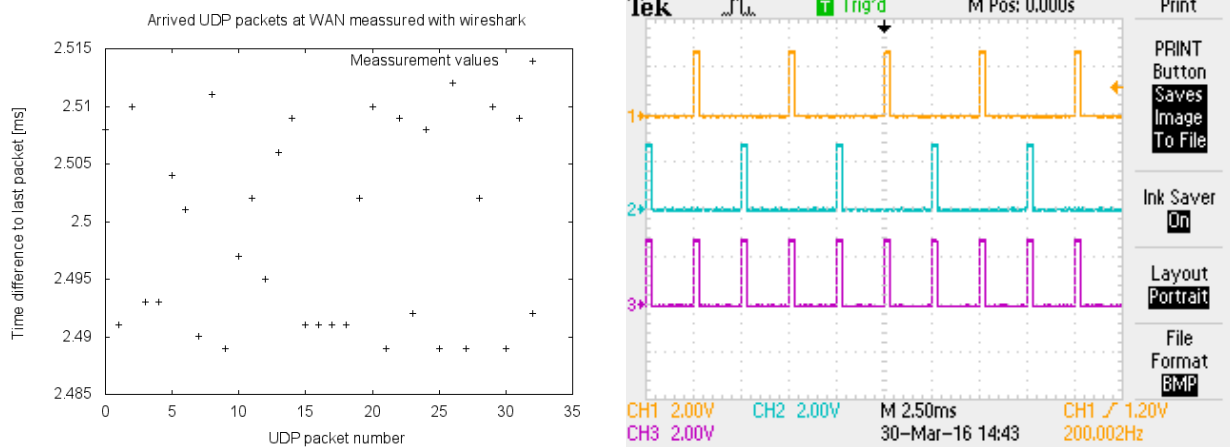 Arrived UDP packets at WAN meassured with wireshark
Time difference to last packet [ms]
2.515
2.51
2.505
2.5
2.495
2.49
2.485
Meassurement values
0 5 10 15 20 25 30 35
UDP packet number
Tek T Trig'd M Pos: 0.000s Print
1
2
3
PRINT
Button
Saves
Image
To File
Ink Saver
On
Layout
Portrait
File
Format
BMP
CH1 2.00V CH2 2.00V M 2.50ms CH1 / 1.20V
CH3 2.00V 30-Mar-16 14:43 200.002Hz